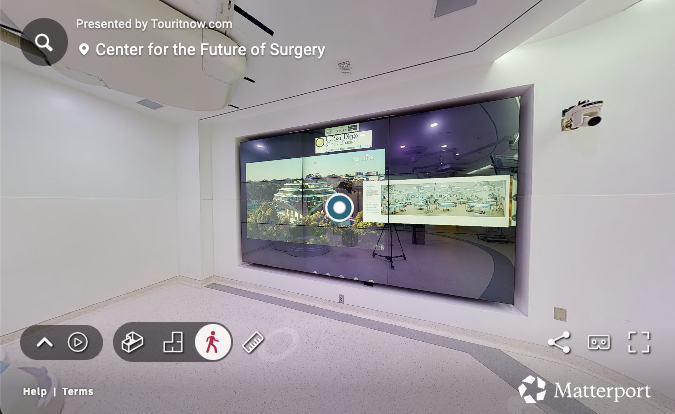 Presented by Touritnow.com
Center for the Future of Surgery
Help | Terms
Matterport